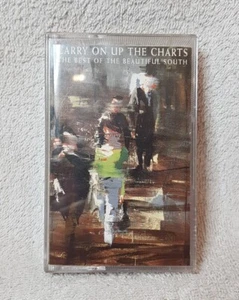 CARRY ON UP THE CHARTS
THE BEST OF THE BEAUTIFUL SOUTH